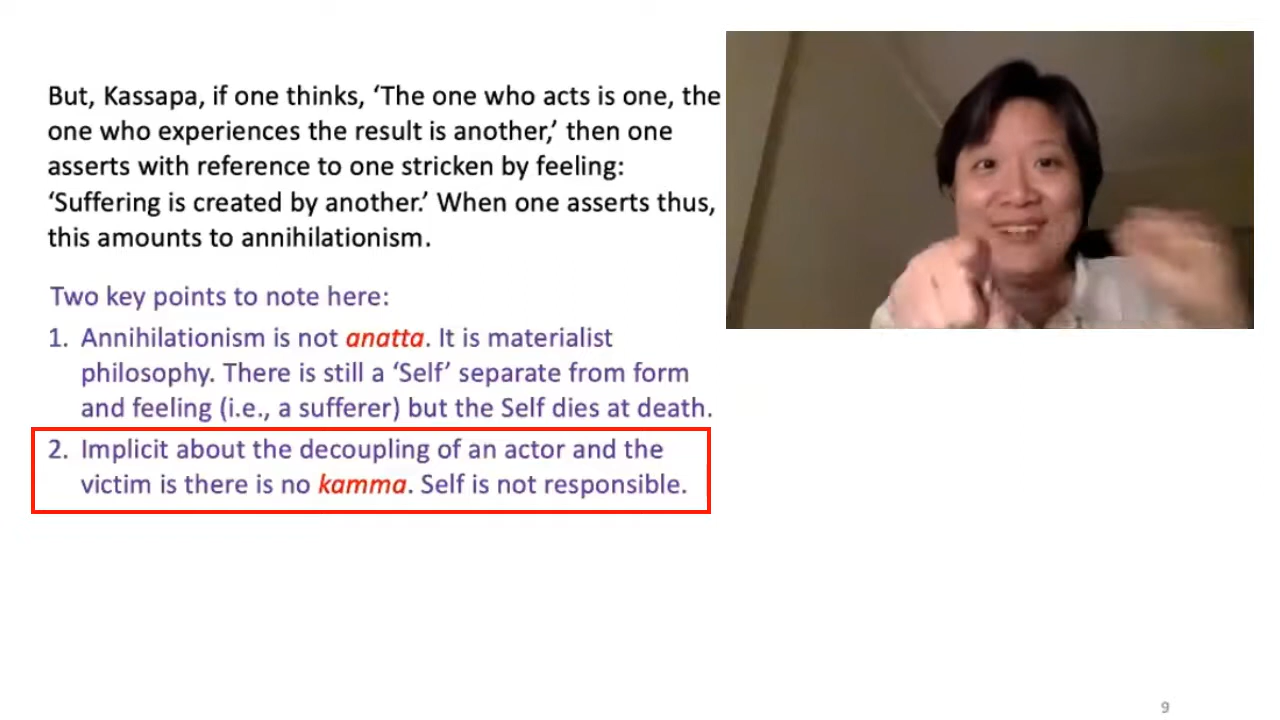 But, Kassapa, if one thinks, ‘The one who acts is one, the
one who experiences the result is another,’ then one
asserts with reference to one stricken by feeling:
‘Suffering is created by another.’ When one asserts thus,
this amounts to annihilationism.
Two key points to note here:
1. Annihilationism is not anatta. It is materialist
philosophy. There is still a ‘Self’ separate from form
and feeling (i.e., a sufferer) but the Self dies at death.
2. Implicit about the decoupling of an actor and the
victim is there is no kamma. Self is not responsible.
9